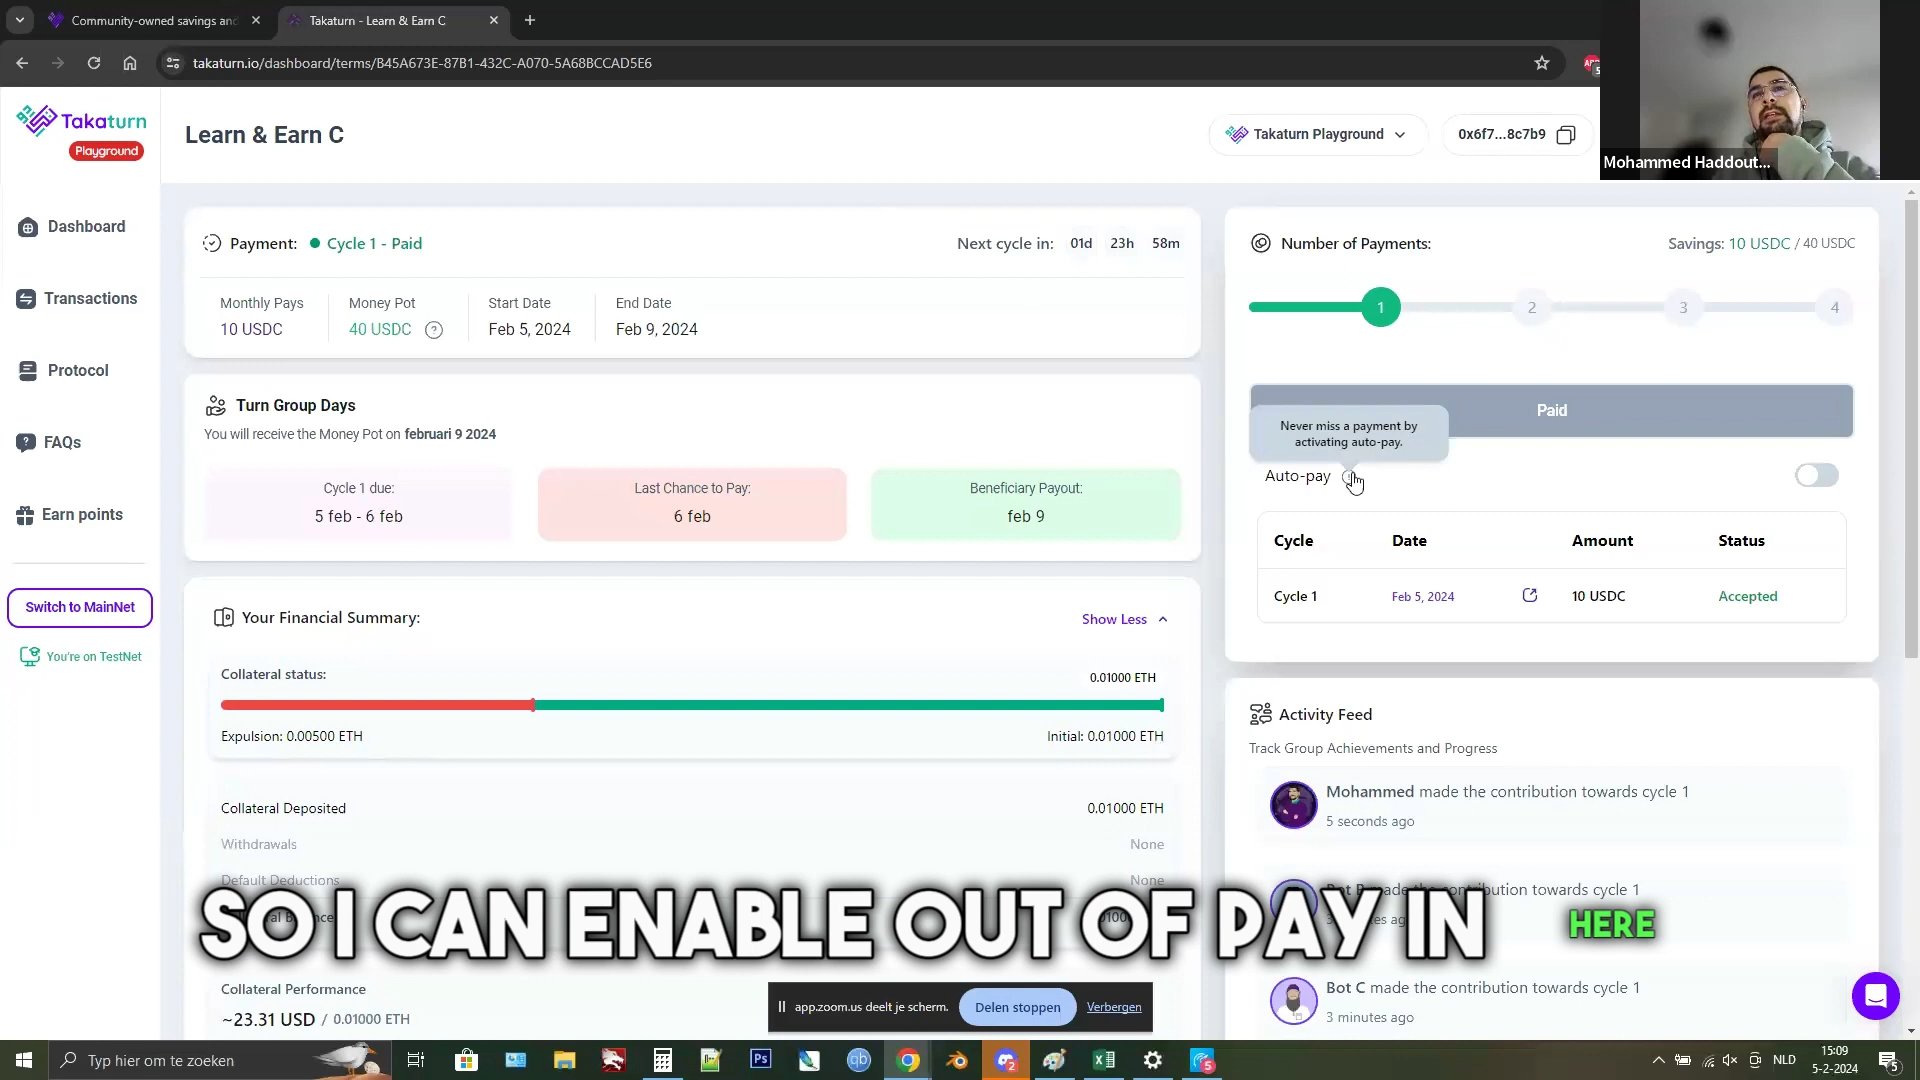 Community-owned savings and
Takaturn - Learn & Earn C
takaturn.io/dashboard/terms/B45A673E-87B1-432C-A070-5A68BCCAD5E6
Takaturn
Playground
Learn & Earn C
Takaturn Playground
0x6f7...8c7b9
Mohammed Haddout...
Dashboard
Transactions
Protocol
FAQs
Earn points
Switch to MainNet
You're on TestNet
Payment: Cycle 1 - Paid
Next cycle in: 01d 23h 58m
Monthly Pays
10 USDC
Money Pot
40 USDC
Start Date
Feb 5, 2024
End Date
Feb 9, 2024
Turn Group Days
You will receive the Money Pot on februari 9 2024
Cycle 1 due:
5 feb - 6 feb
Last Chance to Pay:
6 feb
Beneficiary Payout:
feb 9
Your Financial Summary:
Show Less
Collateral status:
0.01000 ETH
Expulsion: 0.00500 ETH
Initial: 0.01000 ETH
Collateral Deposited
0.01000 ETH
Withdrawals
None
Default Deductions
None
Collateral Performance
~23.31 USD / 0.01000 ETH
Number of Payments:
Savings: 10 USDC / 40 USDC
1 2 3 4
Paid
Never miss a payment by
activating auto-pay.
Auto-pay
Cycle Date Amount Status
Cycle 1 Feb 5, 2024 10 USDC Accepted
Activity Feed
Track Group Achievements and Progress
Mohammed made the contribution towards cycle 1
5 seconds ago
made the contribution towards cycle 1
Bot C made the contribution towards cycle 1
3 minutes ago
SO I CAN ENABLE OUT OF PAY IN HERE
app.zoom.us deelt je scherm.
Delen stoppen
Verbergen
Typ hier om te zoeken
NLD
15:09
5-2-2024